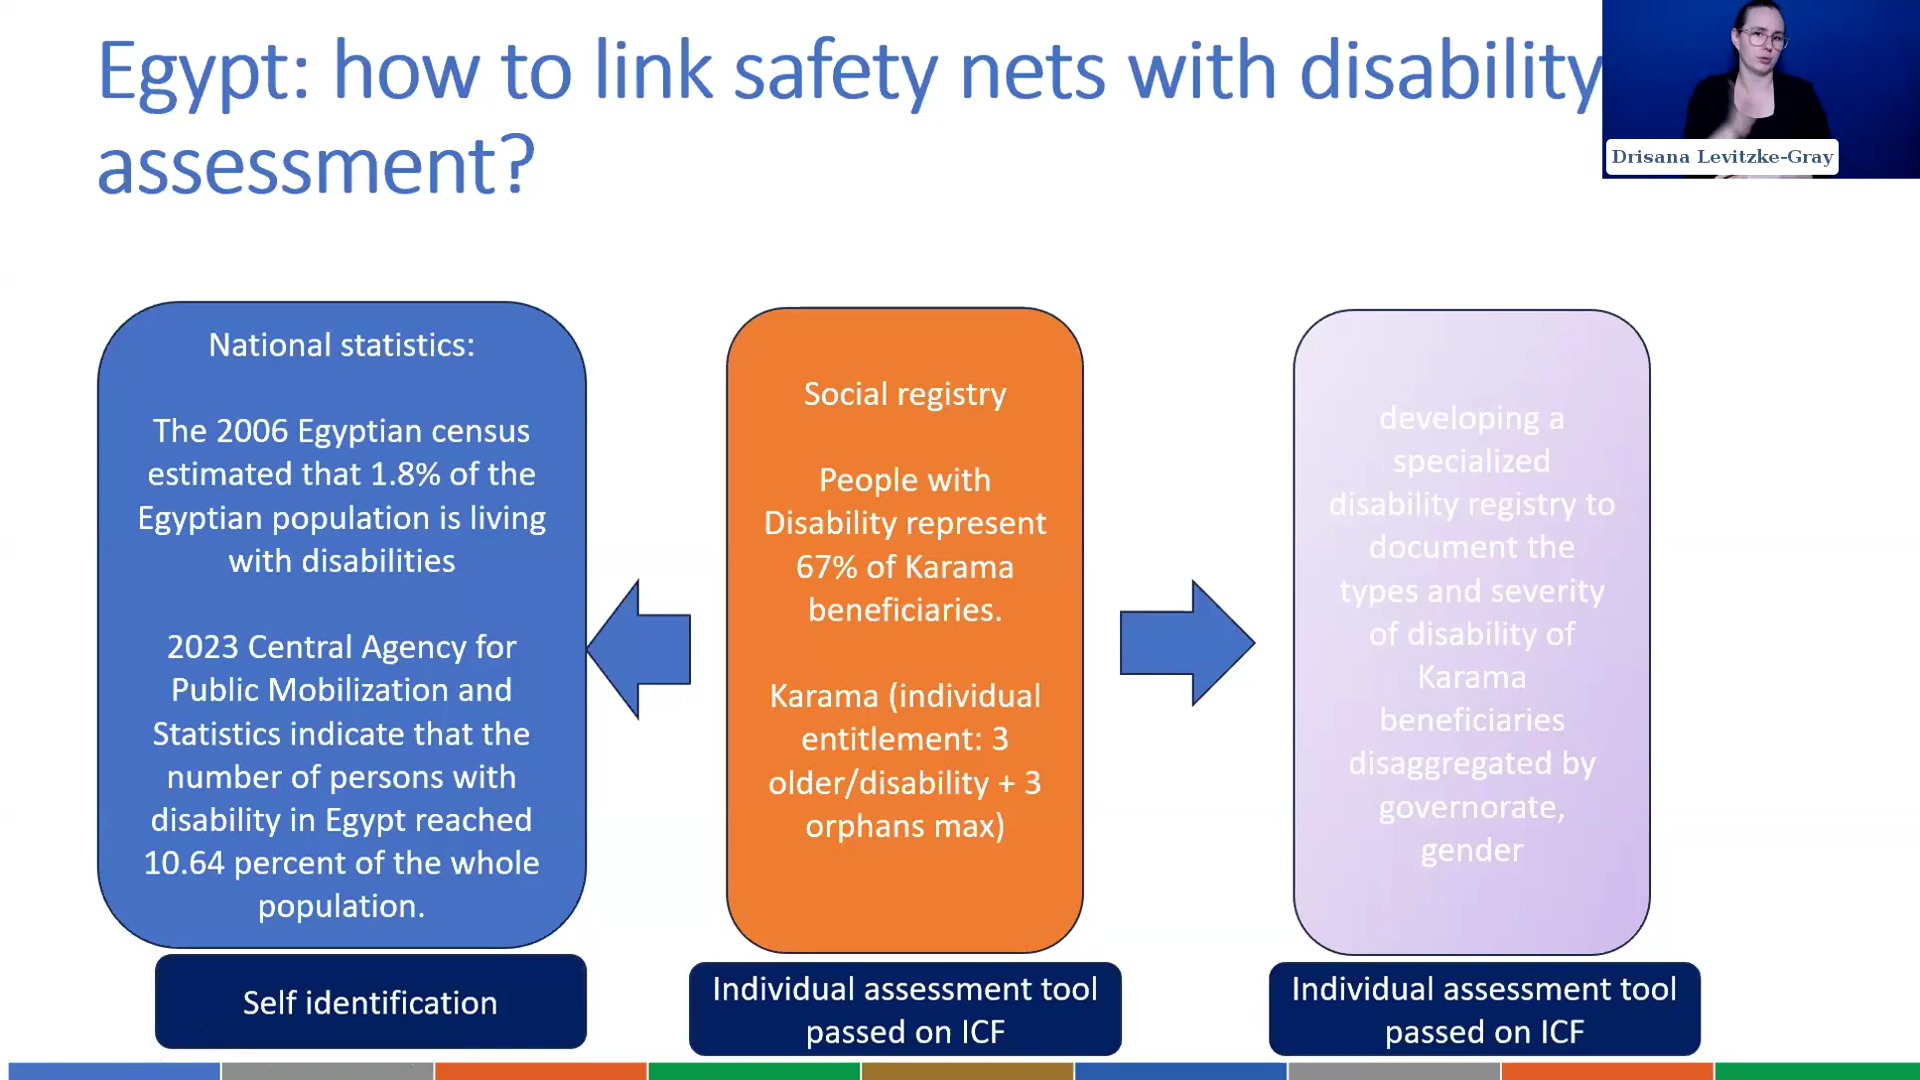 Egypt: how to link safety nets with disability
assessment?
Drisana Levitzke-Gray
National statistics:
The 2006 Egyptian census
estimated that 1.8% of the
Egyptian population is living
with disabilities
2023 Central Agency for
Public Mobilization and
Statistics indicate that the
number of persons with
disability in Egypt reached
10.64 percent of the whole
population.
Self identification
Social registry
People with
Disability represent
67% of Karama
beneficiaries.
Karama (individual
entitlement: 3
older/disability + 3
orphans max)
Individual assessment tool
passed on ICF
developing a
specialized
disability registry to
document the
types and severity
of disability of
Karama
beneficiaries
disaggregated by
governorate,
gender
Individual assessment tool
passed on ICF